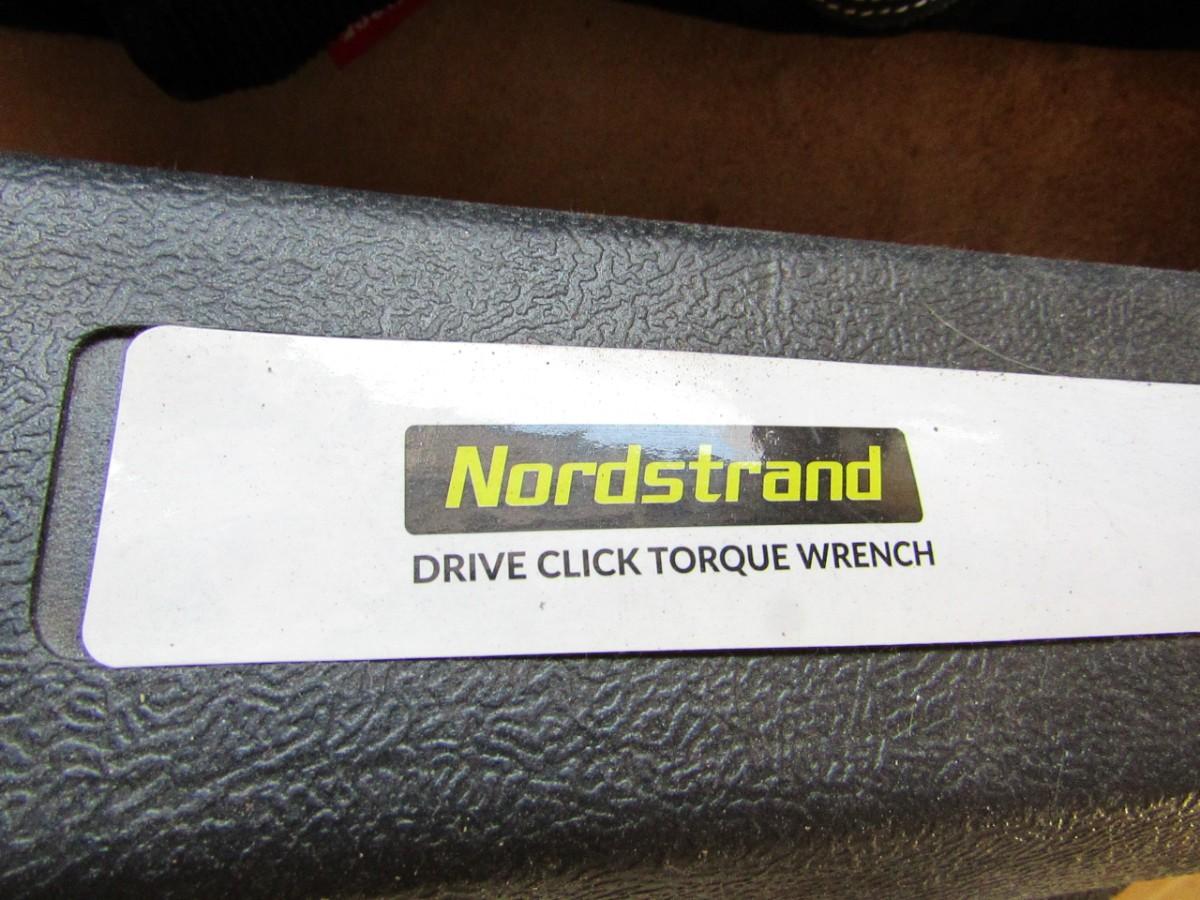 Nordstrand
DRIVE CLICK TORQUE WRENCH